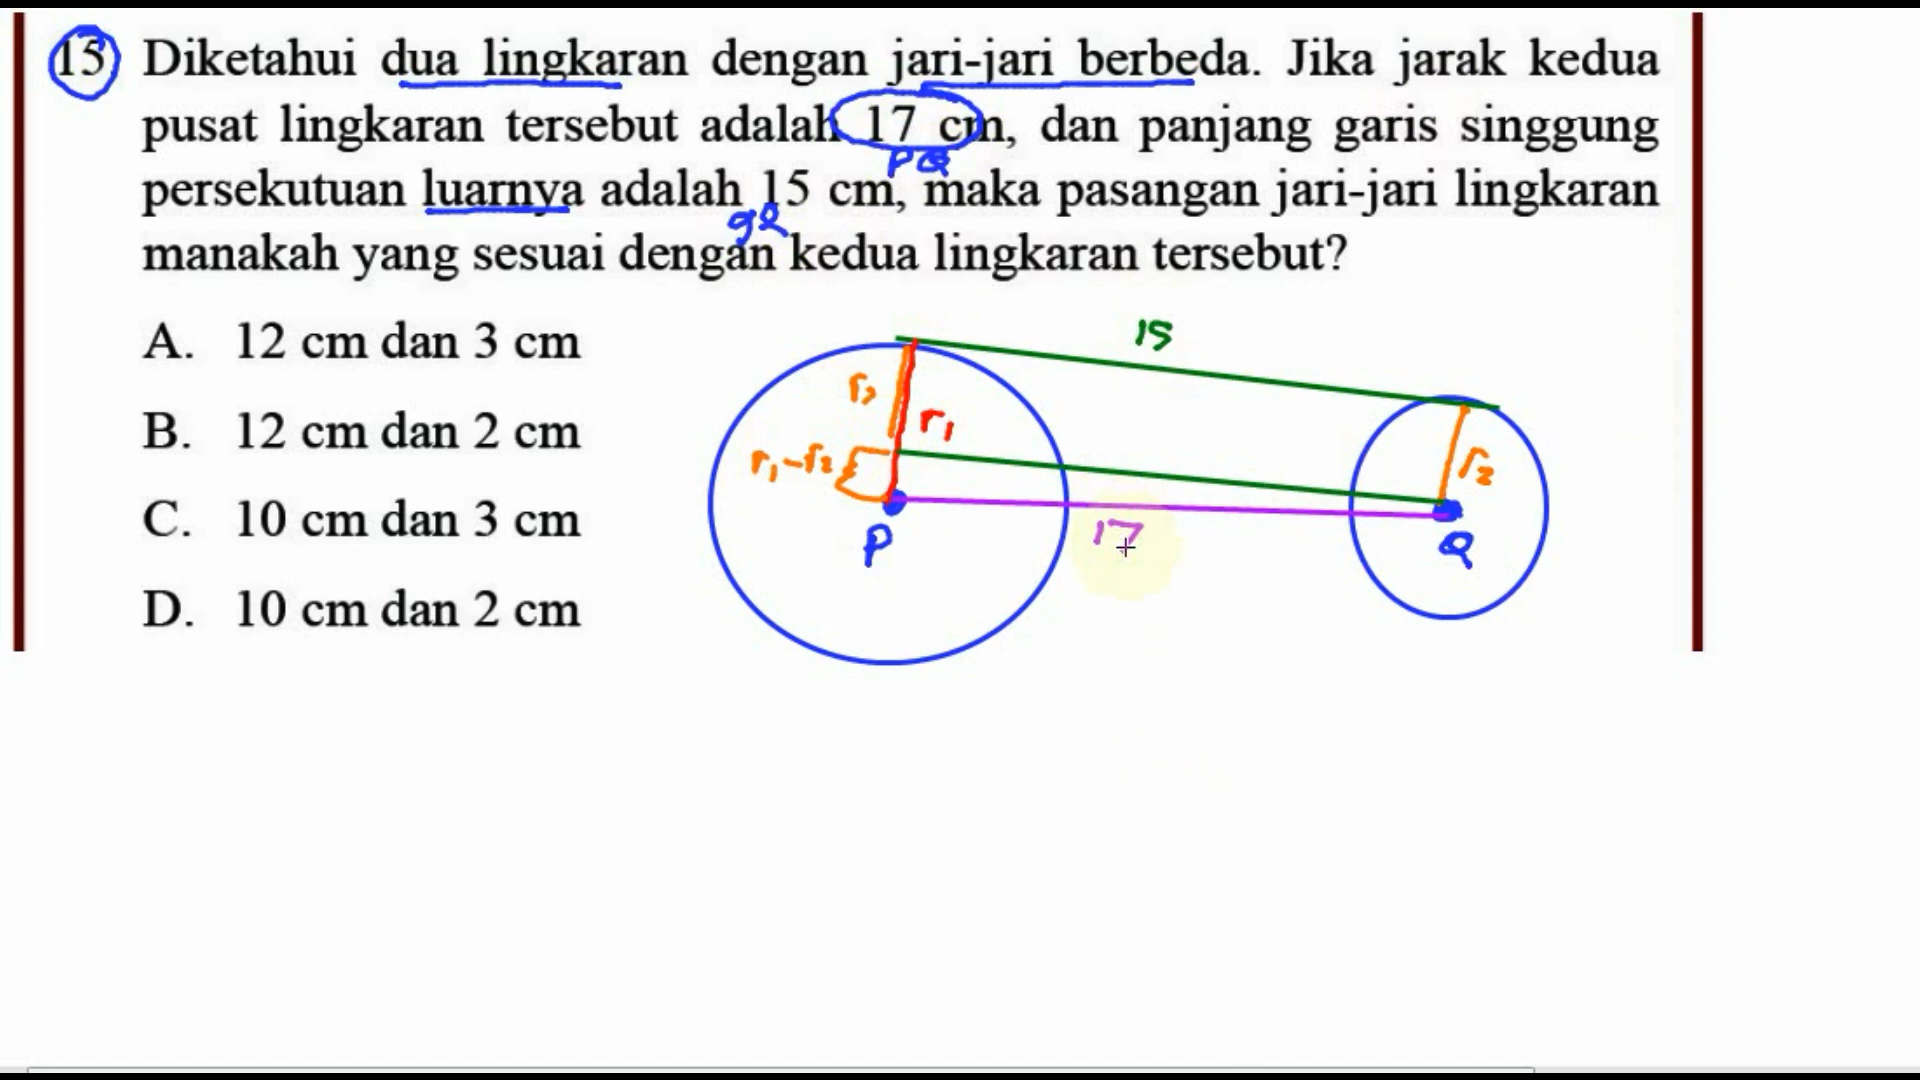 15 Diketahui dua lingkaran dengan jari-jari berbeda. Jika jarak kedua
pusat lingkaran tersebut adalah 17 cm, dan panjang garis singgung
PQ
persekutuan luarnya adalah 15 cm, maka pasangan jari-jari lingkaran
gl
manakah yang sesuai dengan kedua lingkaran tersebut?
A. 12 cm dan 3 cm
B. 12 cm dan 2 cm
C. 10 cm dan 3 cm
D. 10 cm dan 2 cm
15
r₂
r₁
r₁-r₂
r₂
17
P
Q